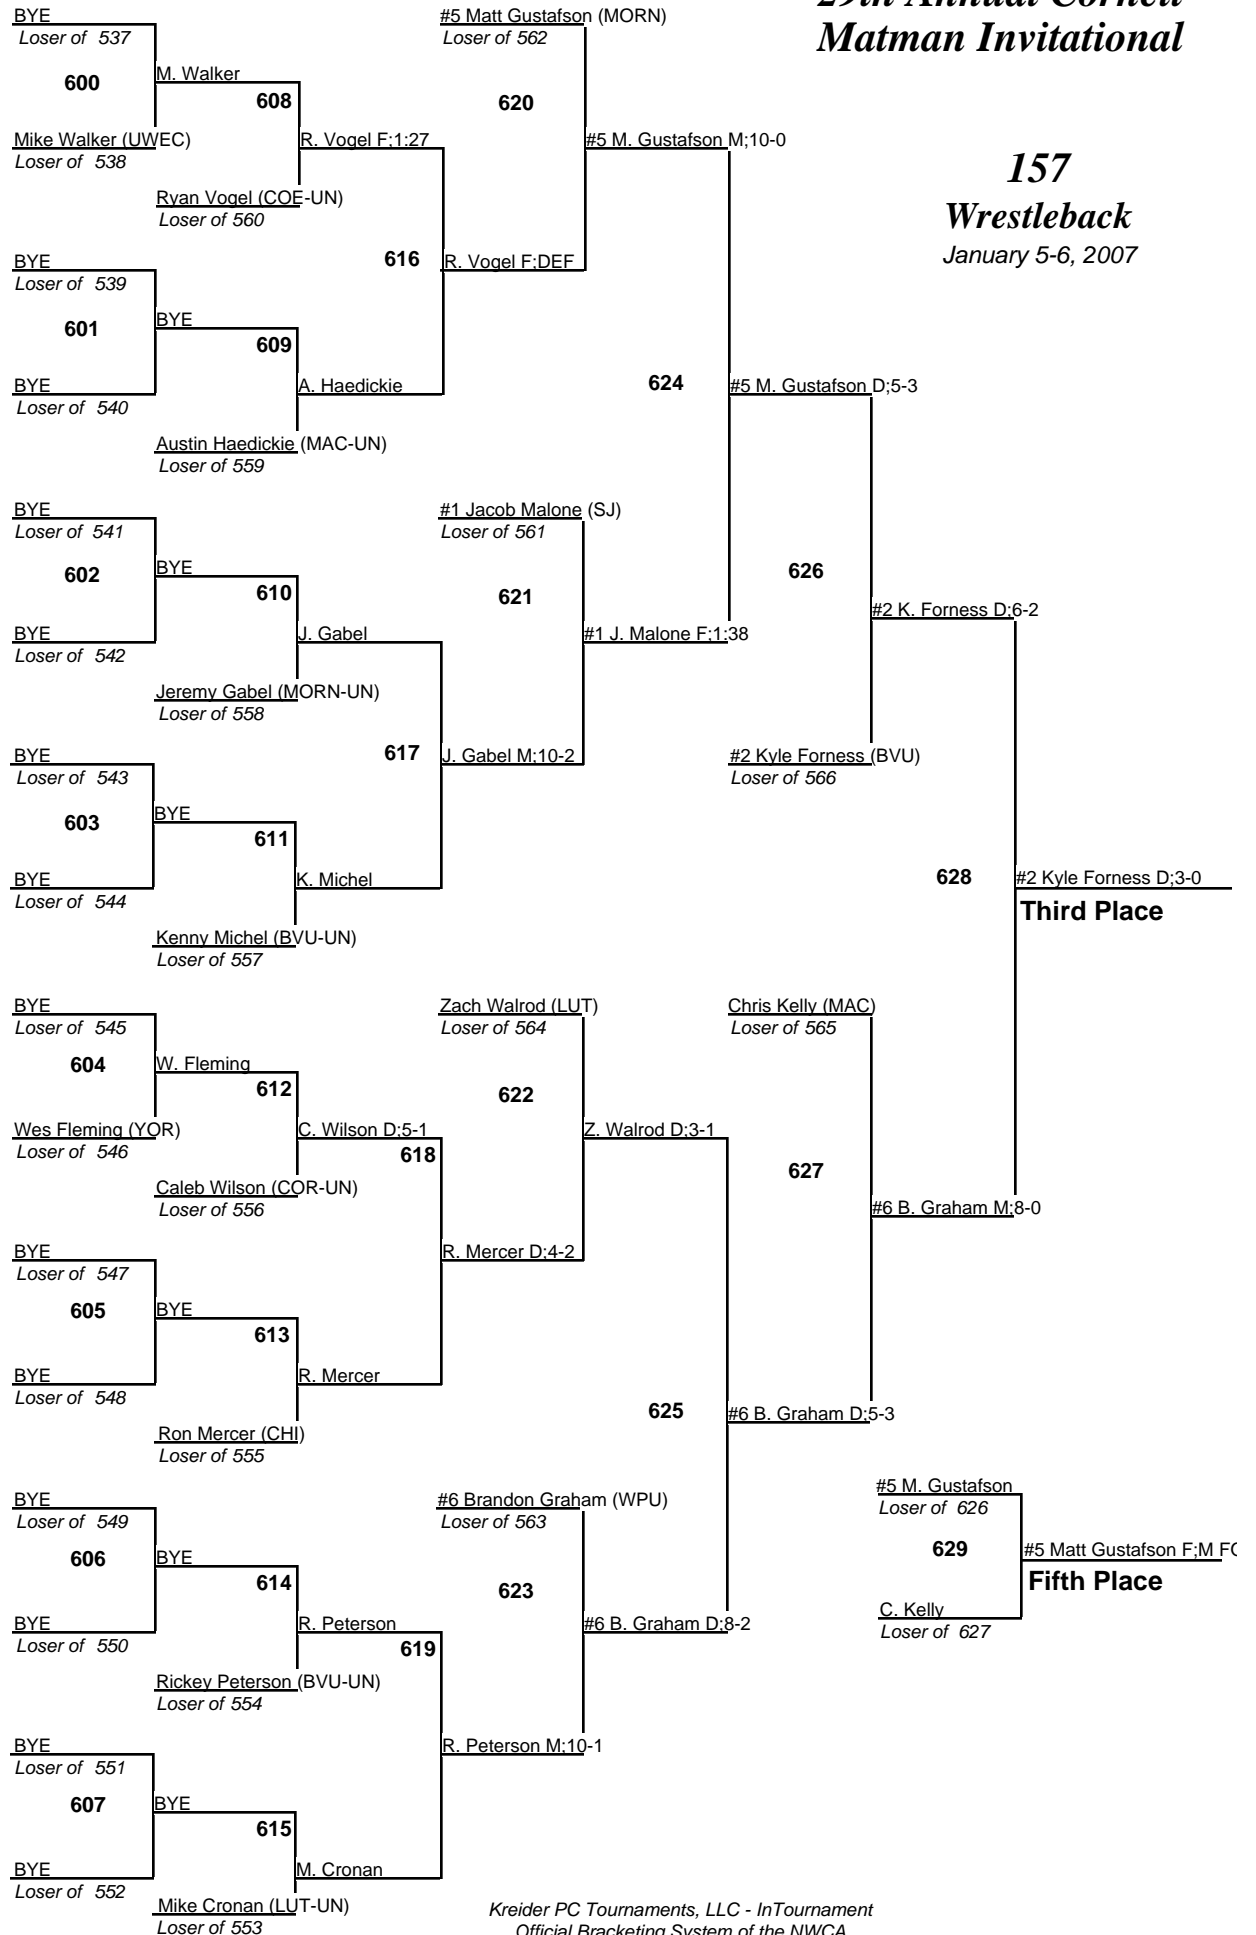 29th Annual Cornell
Matman Invitational
157
Wrestleback
January 5-6, 2007
BYE
Loser of 537
600
M. Walker
608
Mike Walker (UWEC)
Loser of 538
R. Vogel F;1:27
Ryan Vogel (COE-UN)
Loser of 560
616
R. Vogel F;DEF
BYE
Loser of 539
601
BYE
609
BYE
Loser of 540
A. Haedickie
Austin Haedickie (MAC-UN)
Loser of 559
#5 Matt Gustafson (MORN)
Loser of 562
620
#5 M. Gustafson M;10-0
624
#5 M. Gustafson D;5-3
BYE
Loser of 541
602
BYE
610
BYE
Loser of 542
J. Gabel
Jeremy Gabel (MORN-UN)
Loser of 558
617
J. Gabel M;10-2
BYE
Loser of 543
603
BYE
611
BYE
Loser of 544
K. Michel
Kenny Michel (BVU-UN)
Loser of 557
#1 Jacob Malone (SJ)
Loser of 561
621
#1 J. Malone F;1:38
626
#2 K. Forness D;6-2
#2 Kyle Forness (BVU)
Loser of 566
628
#2 Kyle Forness D;3-0
Third Place
BYE
Loser of 545
604
W. Fleming
612
Wes Fleming (YOR)
Loser of 546
C. Wilson D;5-1
618
Caleb Wilson (COR-UN)
Loser of 556
R. Mercer D;4-2
BYE
Loser of 547
605
BYE
613
BYE
Loser of 548
R. Mercer
Ron Mercer (CHI)
Loser of 555
Zach Walrod (LUT)
Loser of 564
622
Z. Walrod D;3-1
Chris Kelly (MAC)
Loser of 565
627
#6 B. Graham M;8-0
625
#6 B. Graham D;5-3
BYE
Loser of 549
606
BYE
614
BYE
Loser of 550
R. Peterson
619
Rickey Peterson (BVU-UN)
Loser of 554
R. Peterson M;10-1
BYE
Loser of 551
607
BYE
615
BYE
Loser of 552
M. Cronan
Mike Cronan (LUT-UN)
Loser of 553
#6 Brandon Graham (WPU)
Loser of 563
623
#6 B. Graham D;8-2
#5 M. Gustafson
Loser of 626
629
#5 Matt Gustafson F;M FO
Fifth Place
C. Kelly
Loser of 627
Kreider PC Tournaments, LLC - InTournament
Official Bracketing System of the NWCA